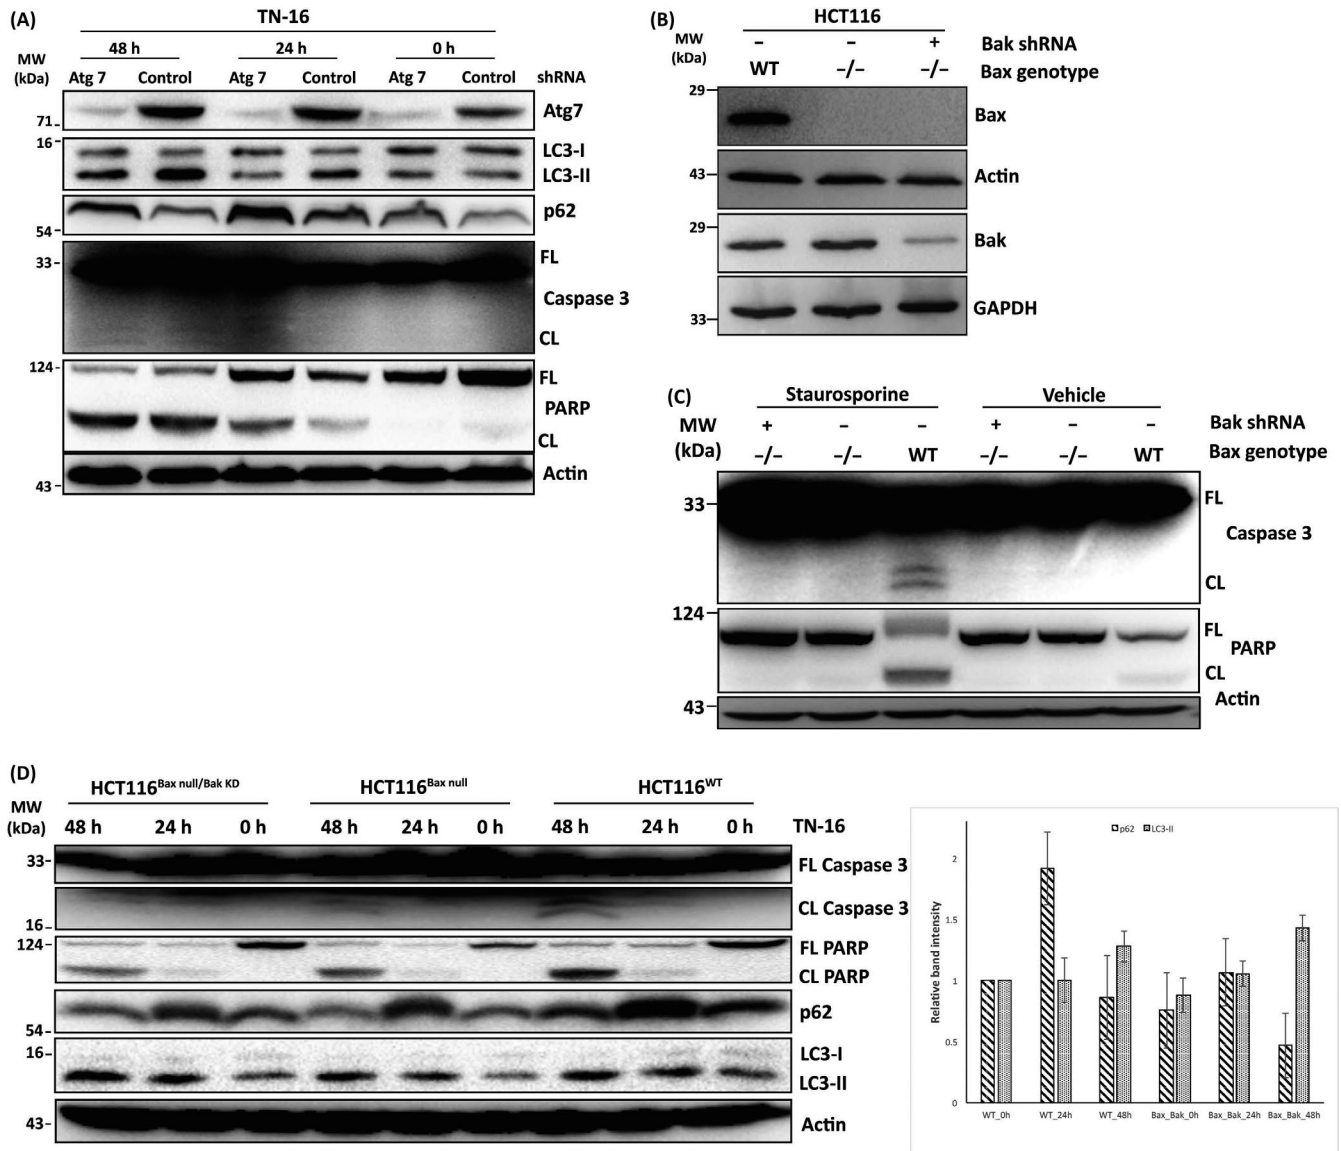 (A)
TN-16
48 h 24 h 0 h
MW
(kDa)
Atg 7 Control Atg 7 Control Atg 7 Control shRNA
71
Atg7
16
LC3-I
LC3-II
p62
54
33
FL
Caspase 3
CL
124
FL
PARP
CL
43
Actin
(B)
HCT116
MW
(kDa)
– – + Bak shRNA
WT –/– –/– Bax genotype
29
Bax
43
Actin
29
Bak
33
GAPDH
(C)
Staurosporine Vehicle
MW
(kDa)
+ – – + – – Bak shRNA
–/– –/– WT –/– –/– WT Bax genotype
33
FL
Caspase 3
CL
124
FL
PARP
CL
43
Actin
(D)
HCT116Bax null/Bak KD HCT116Bax null HCT116WT
MW
(kDa)
48 h 24 h 0 h 48 h 24 h 0 h 48 h 24 h 0 h TN-16
33
FL Caspase 3
CL Caspase 3
16
124
FL PARP
CL PARP
p62
54
16
LC3-I
LC3-II
43
Actin
p62 LC3-II
Relative band intensity
2
1.5
1
0.5
0
WT_0h WT_24h WT_48h Bax_Bak_0h Bax_Bak_24h Bax_Bak_48h